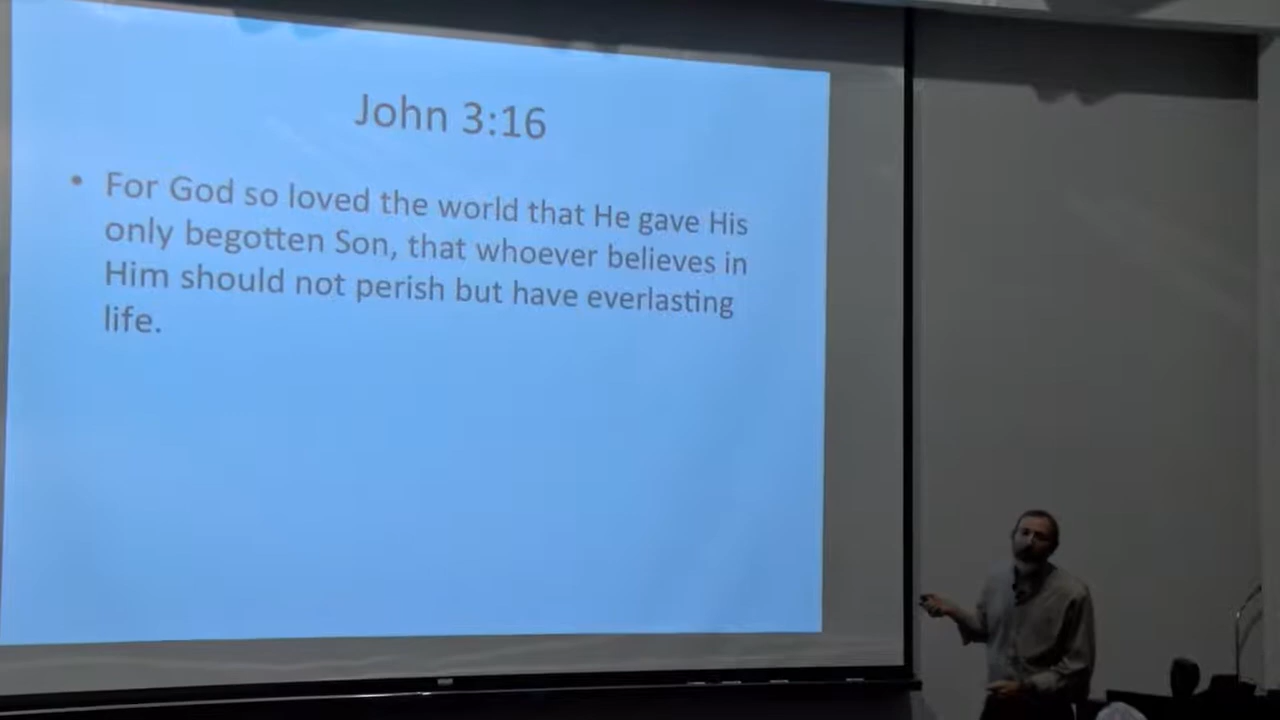 John 3:16
• For God so loved the world that He gave His
only begotten Son, that whoever believes in
Him should not perish but have everlasting
life.